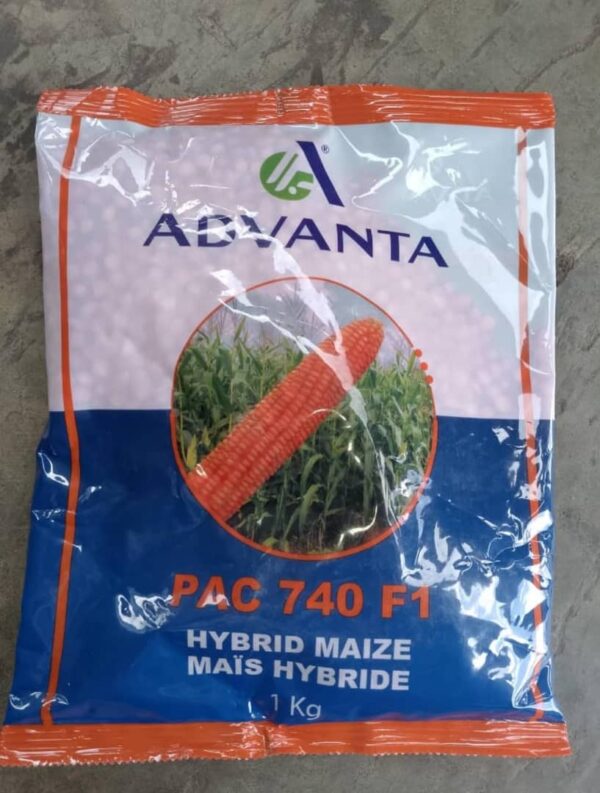 ®
ADVANTA
PAC 740 F1
HYBRID MAIZE
MAÏS HYBRIDE
1 Kg